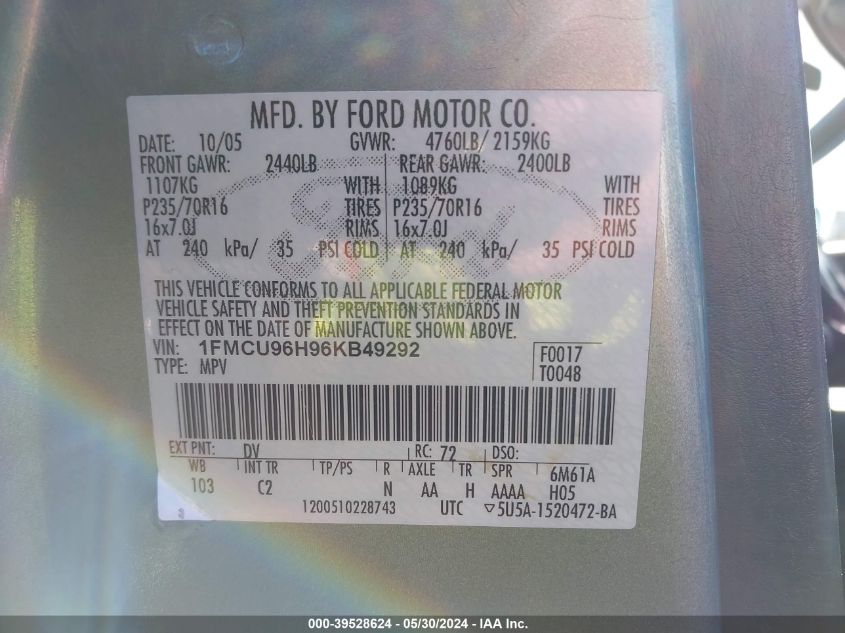 MFD. BY FORD MOTOR CO.
DATE: 10/05 GVWR: 4760LB/ 2159KG
FRONT GAWR: 2440LB REAR GAWR: 2400LB
1107KG WITH 1089KG WITH
P235/70R16 TIRES P235/70R16 TIRES
16x7.0J RIMS 16x7.0J RIMS
AT 240 kPa/ 35 PSI COLD AT 240 kPa/ 35 PSI COLD
THIS VEHICLE CONFORMS TO ALL APPLICABLE FEDERAL MOTOR
VEHICLE SAFETY AND THEFT PREVENTION STANDARDS IN
EFFECT ON THE DATE OF MANUFACTURE SHOWN ABOVE.
VIN: 1FMCU96H96KB49292 F0017
TYPE: MPV T0048
EXT PNT: DV RC: 72 DSO:
WB INT TR TP/PS R AXLE TR SPR 6M61A
103 C2 N AA H AAAA H05
3 1200510228743 UTC ▽5U5A-1520472-BA
000-39528624 - 05/30/2024 - IAA Inc.